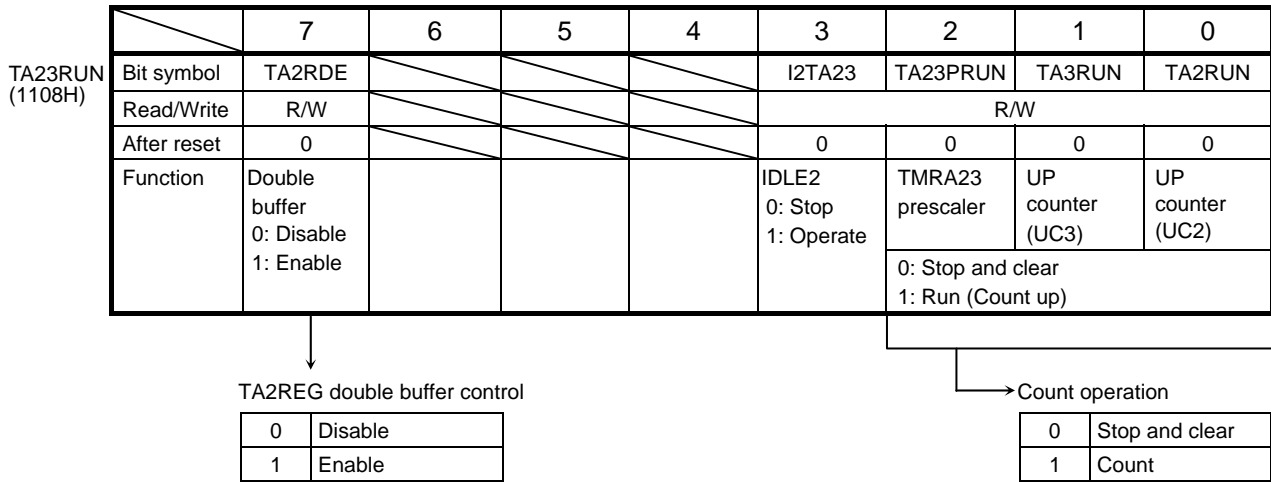 7 6 5 4 3 2 1 0
TA23RUN Bit symbol TA2RDE I2TA23 TA23PRUN TA3RUN TA2RUN
(1108H)
Read/Write R/W R/W
After reset 0 0 0 0 0
Function Double IDLE2 TMRA23 UP UP
buffer 0: Stop prescaler counter counter
0: Disable 1: Operate (UC3) (UC2)
1: Enable 0: Stop and clear
1: Run (Count up)
TA2REG double buffer control Count operation
0 Disable 0 Stop and clear
1 Enable 1 Count